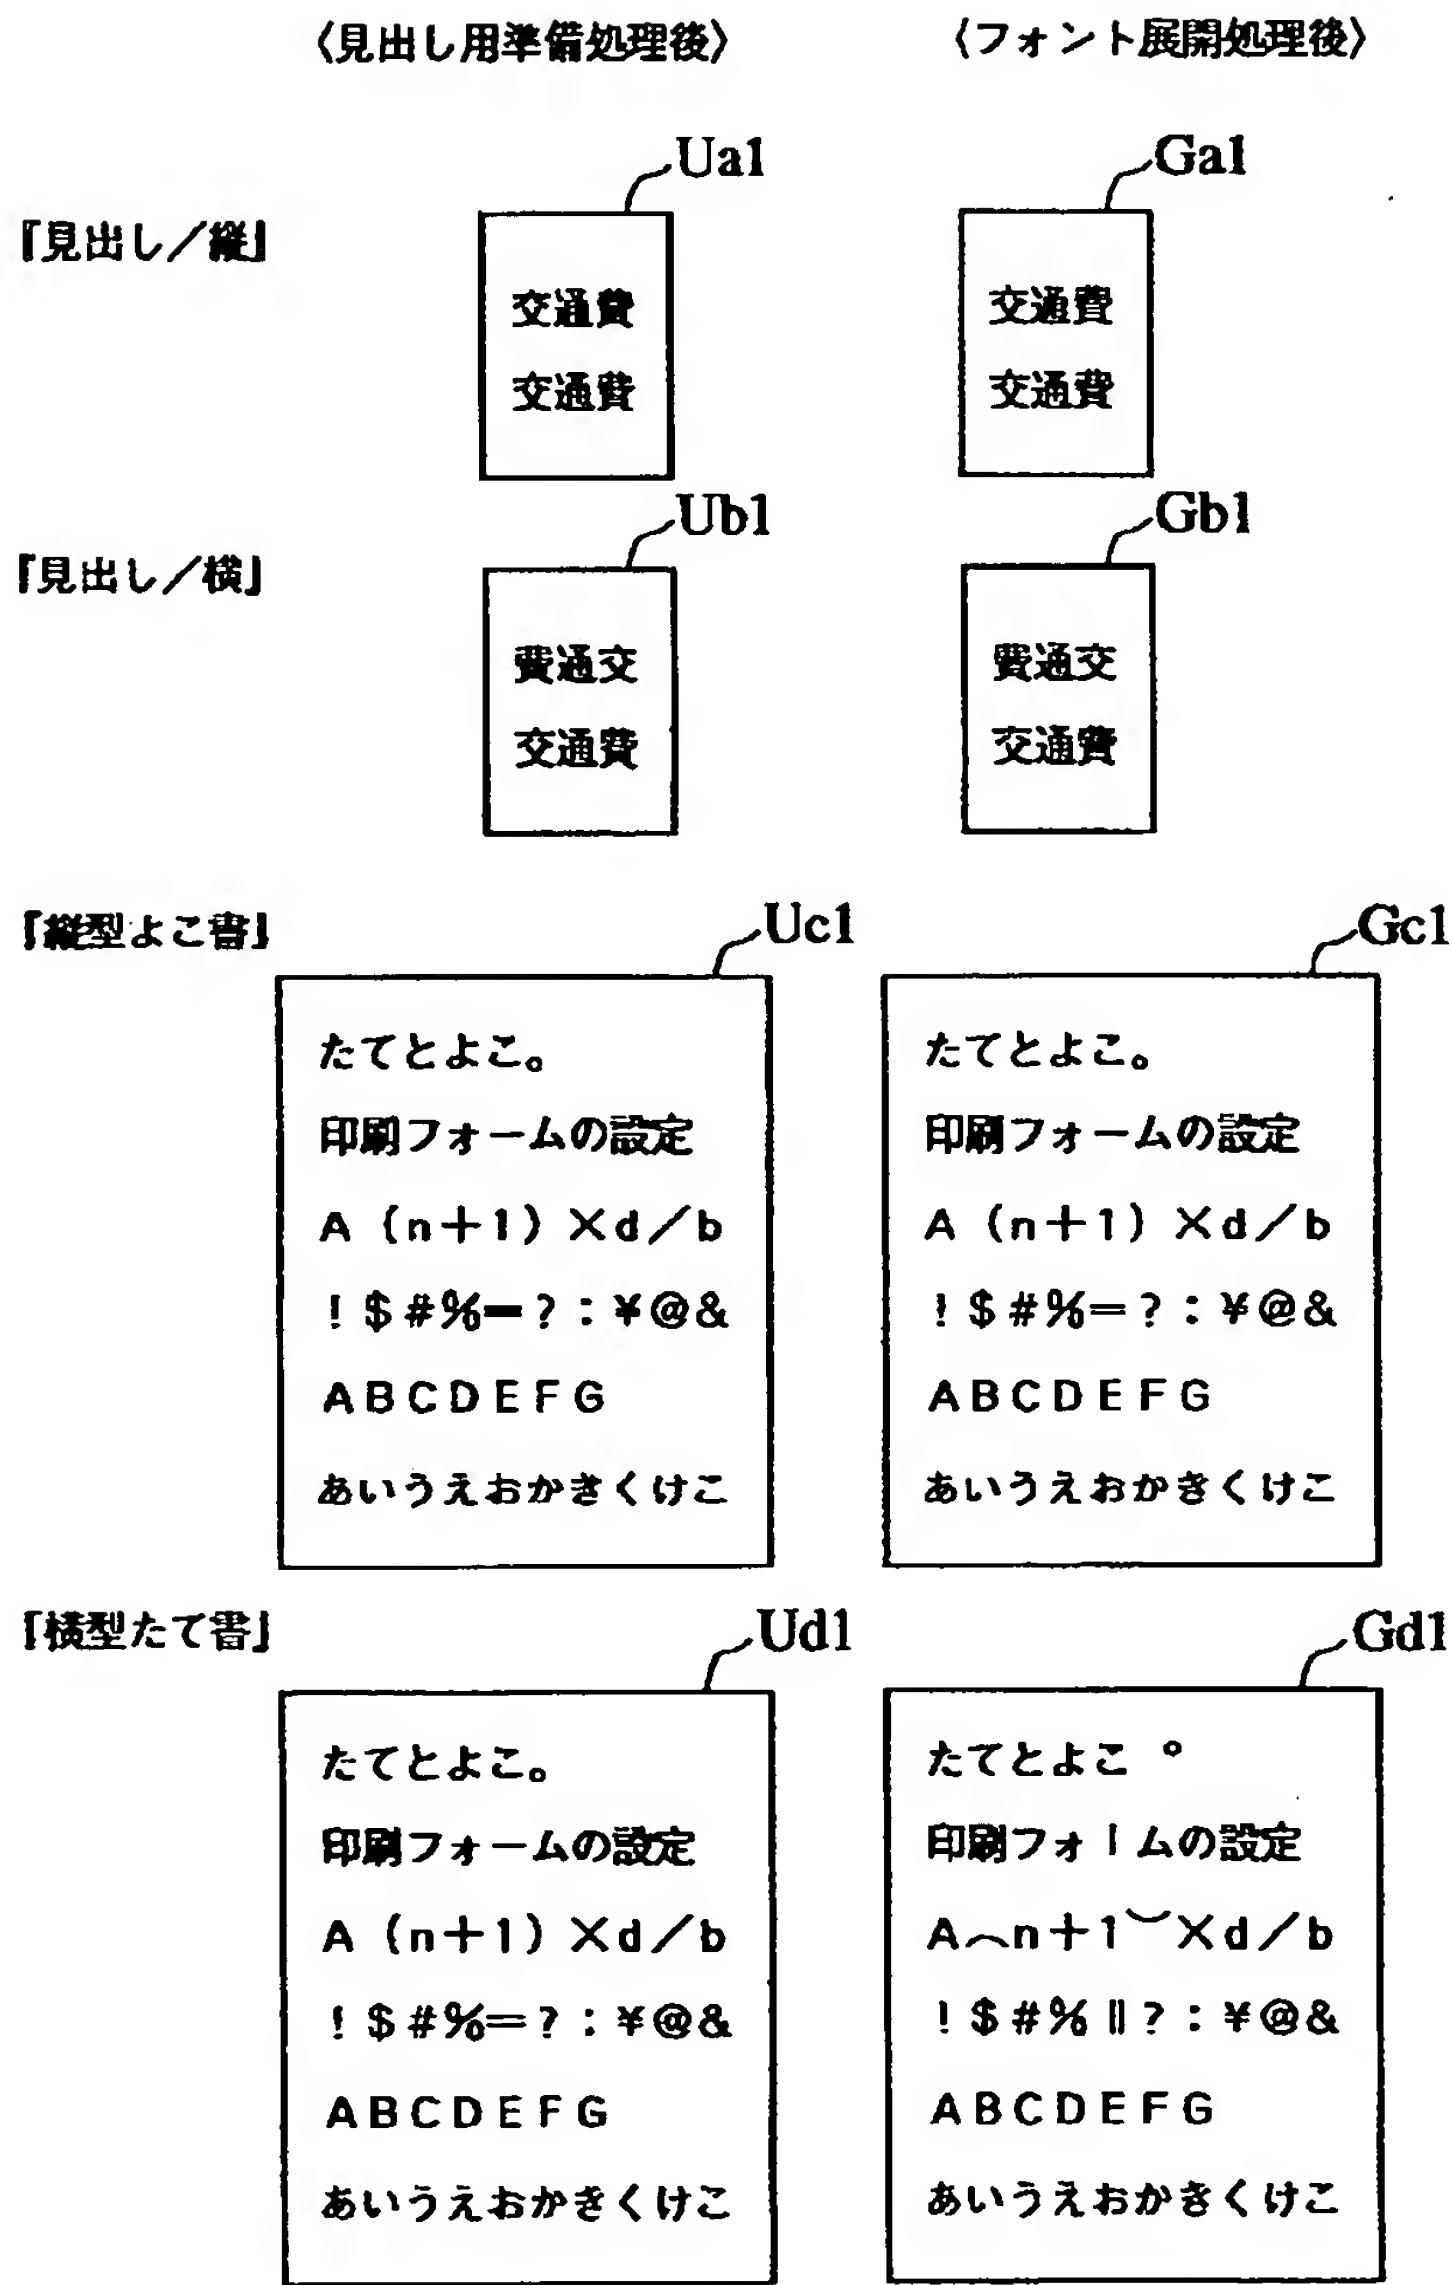 〈見出し用準備処理後〉
〈フォント展開処理後〉
『見出し／縦』
Ua1
交通費
交通費
Ga1
交通費
交通費
『見出し／横』
Ub1
費通交
交通費
Gb1
費通交
交通費
『縦型よこ書』
Uc1
たてとよこ。
印刷フォームの設定
A（n＋1）×d／b
！＄＃％＝？：￥＠＆
ABCDEFG
あいうえおかきくけこ
Gc1
たてとよこ。
印刷フォームの設定
A（n＋1）×d／b
！＄＃％＝？：￥＠＆
ABCDEFG
あいうえおかきくけこ
『横型たて書』
Ud1
たてとよこ。
印刷フォームの設定
A（n＋1）×d／b
！＄＃％＝？：￥＠＆
ABCDEFG
あいうえおかきくけこ
Gd1
たてとよこ °
印刷フォ｜ムの設定
A︵n＋1︶×d／b
！＄＃％∥？：￥＠＆
ABCDEFG
あいうえおかきくけこ